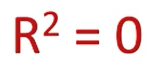 R² = 0